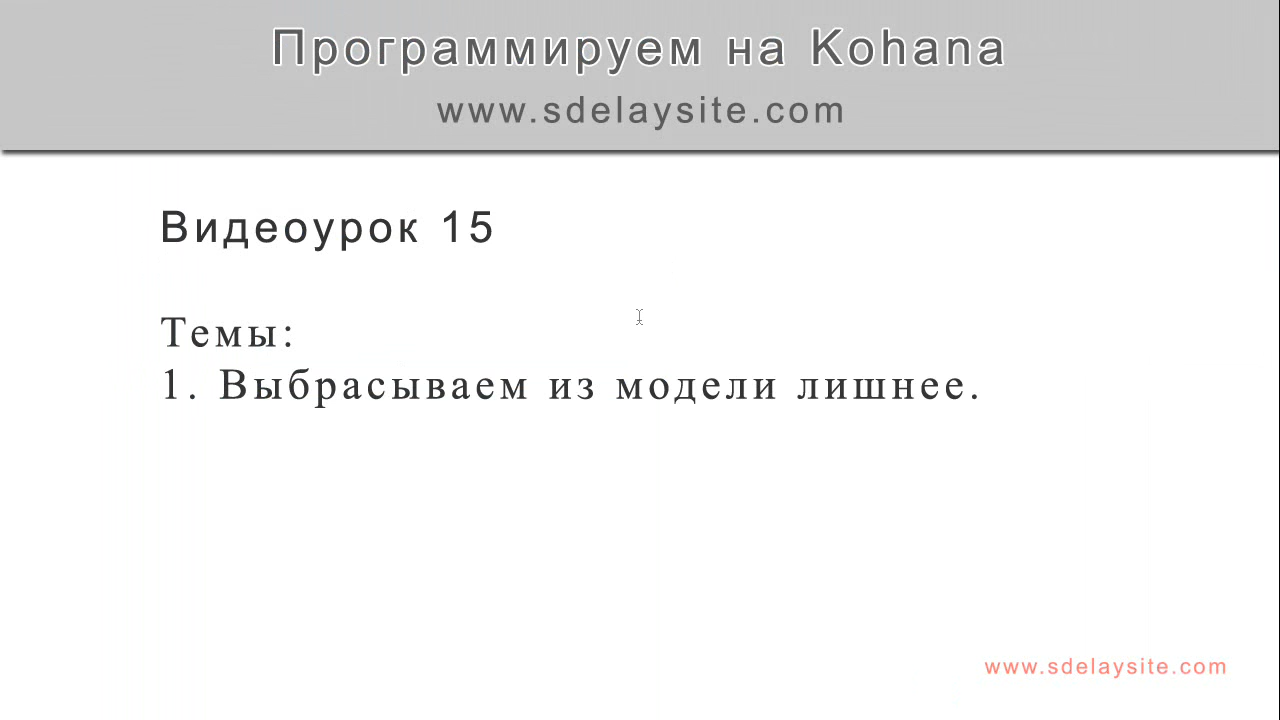 Программируем на Kohana
www.sdelaysite.com
Видеоурок 15
Темы:
1. Выбрасываем из модели лишнее.
www.sdelaysite.com